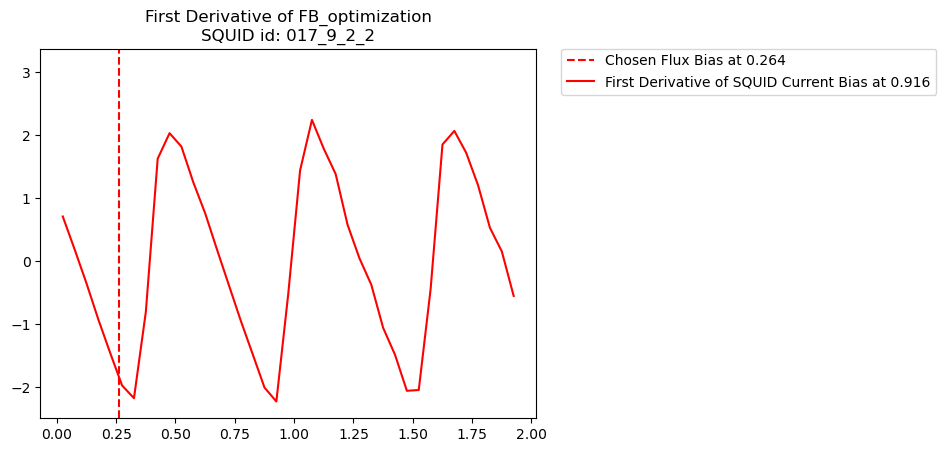 First Derivative of FB_optimization
SQUID id: 017_9_2_2
Chosen Flux Bias at 0.264
First Derivative of SQUID Current Bias at 0.916
3
2
1
0
−1
−2
0.00 0.25 0.50 0.75 1.00 1.25 1.50 1.75 2.00